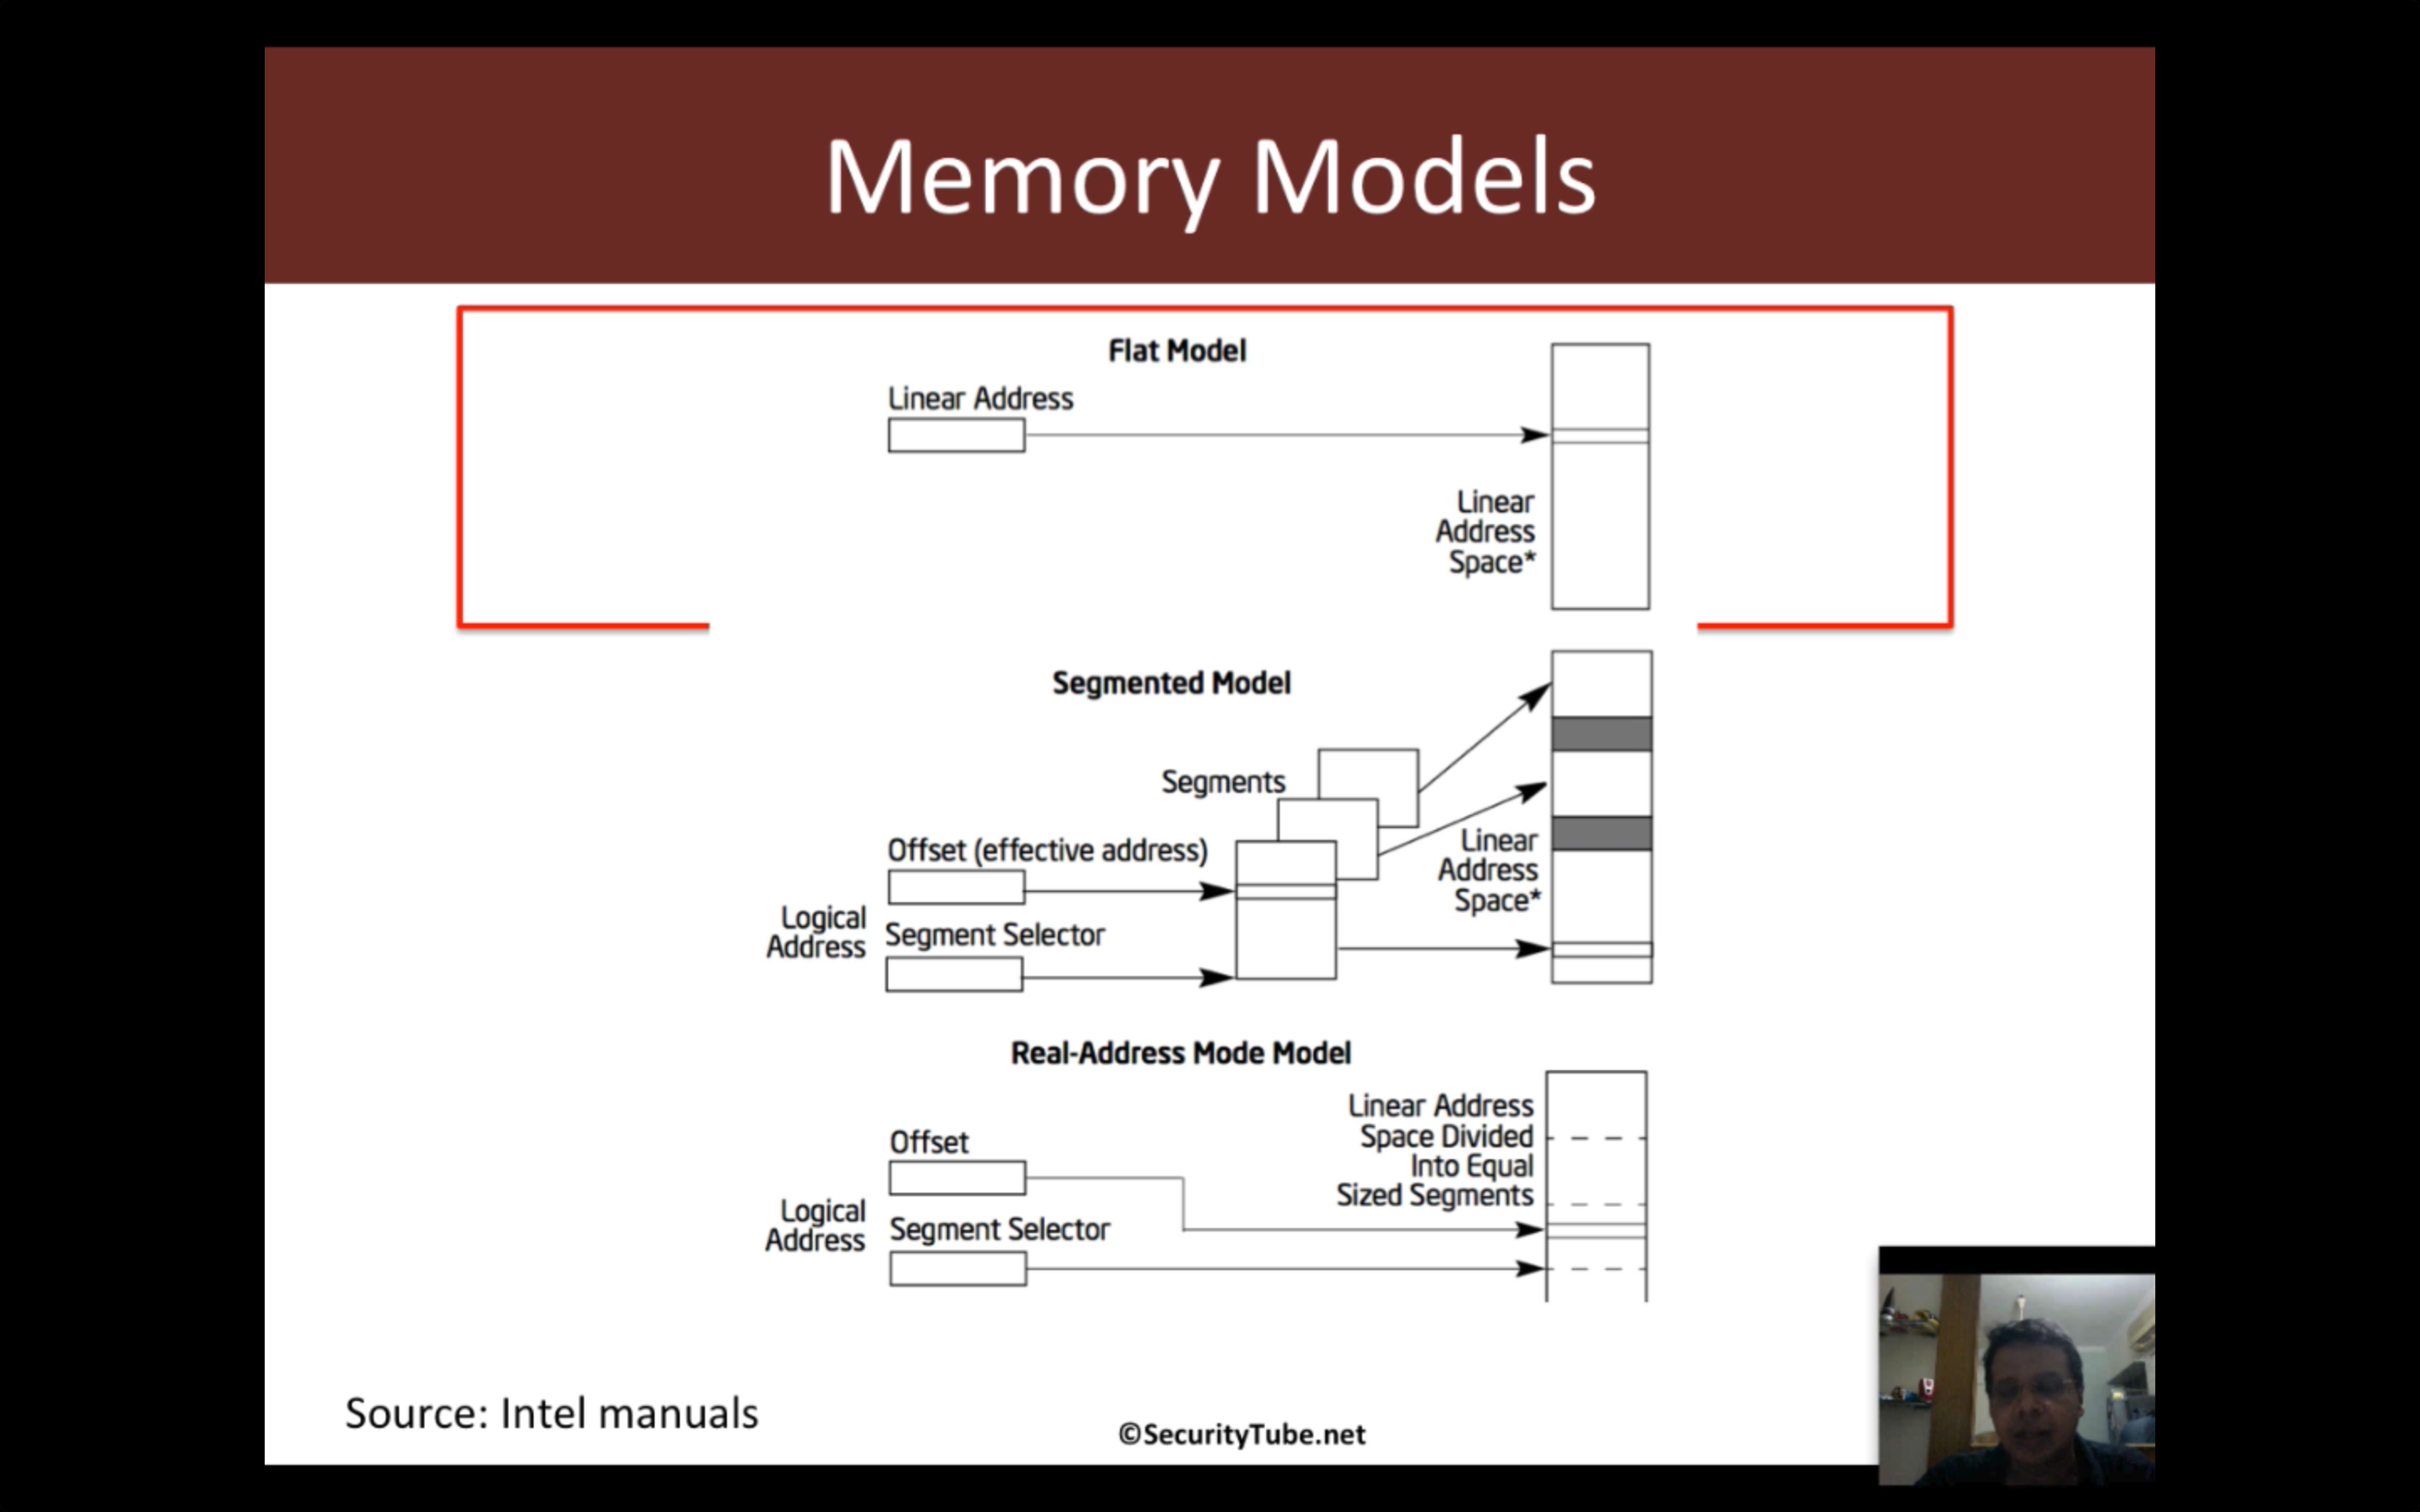 Memory Models
Flat Model
Linear Address
Linear
Address
Space*
Segmented Model
Segments
Offset (effective address)
Linear
Address
Space*
Logical
Address
Segment Selector
Real-Address Mode Model
Linear Address
Space Divided
Into Equal
Sized Segments
Offset
Logical
Address
Segment Selector
Source: Intel manuals
©SecurityTube.net